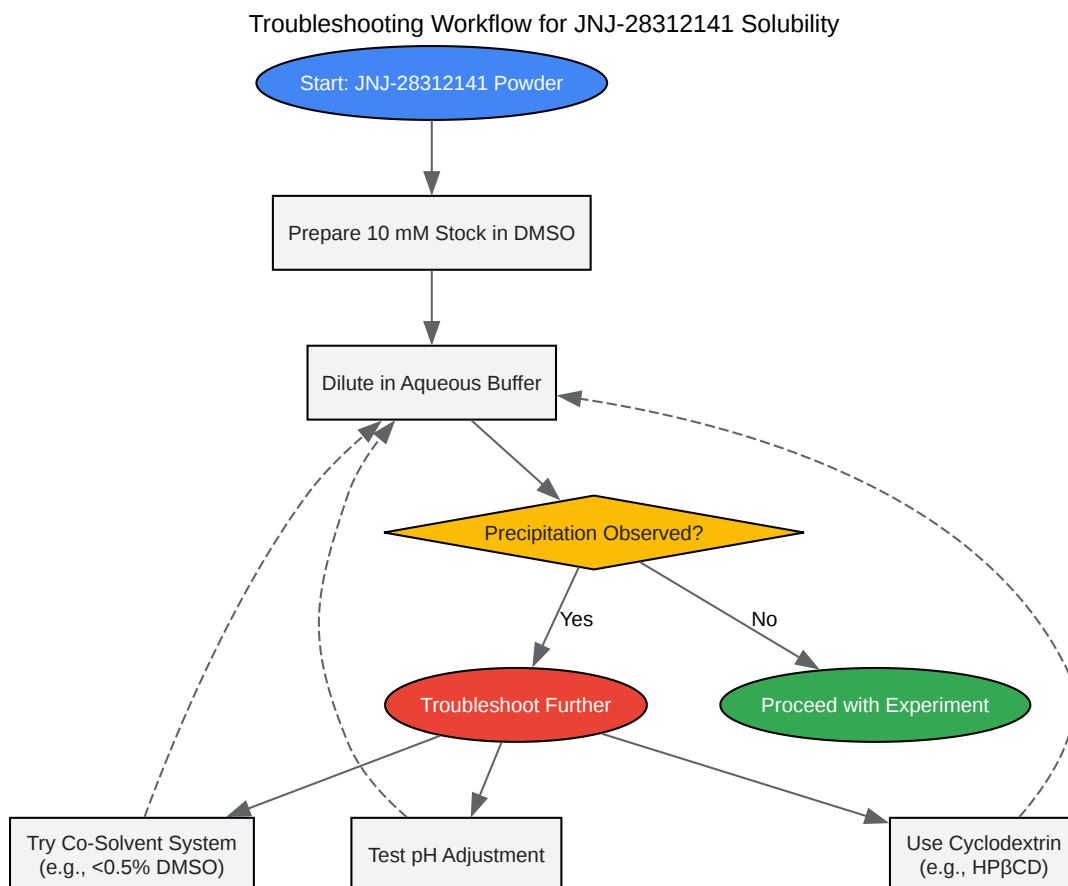 Troubleshooting Workflow for JNJ-28312141 Solubility
Start: JNJ-28312141 Powder
Prepare 10 mM Stock in DMSO
Dilute in Aqueous Buffer
Precipitation Observed?
Yes
No
Troubleshoot Further
Proceed with Experiment
Try Co-Solvent System
(e.g., <0.5% DMSO)
Test pH Adjustment
Use Cyclodextrin
(e.g., HPβCD)